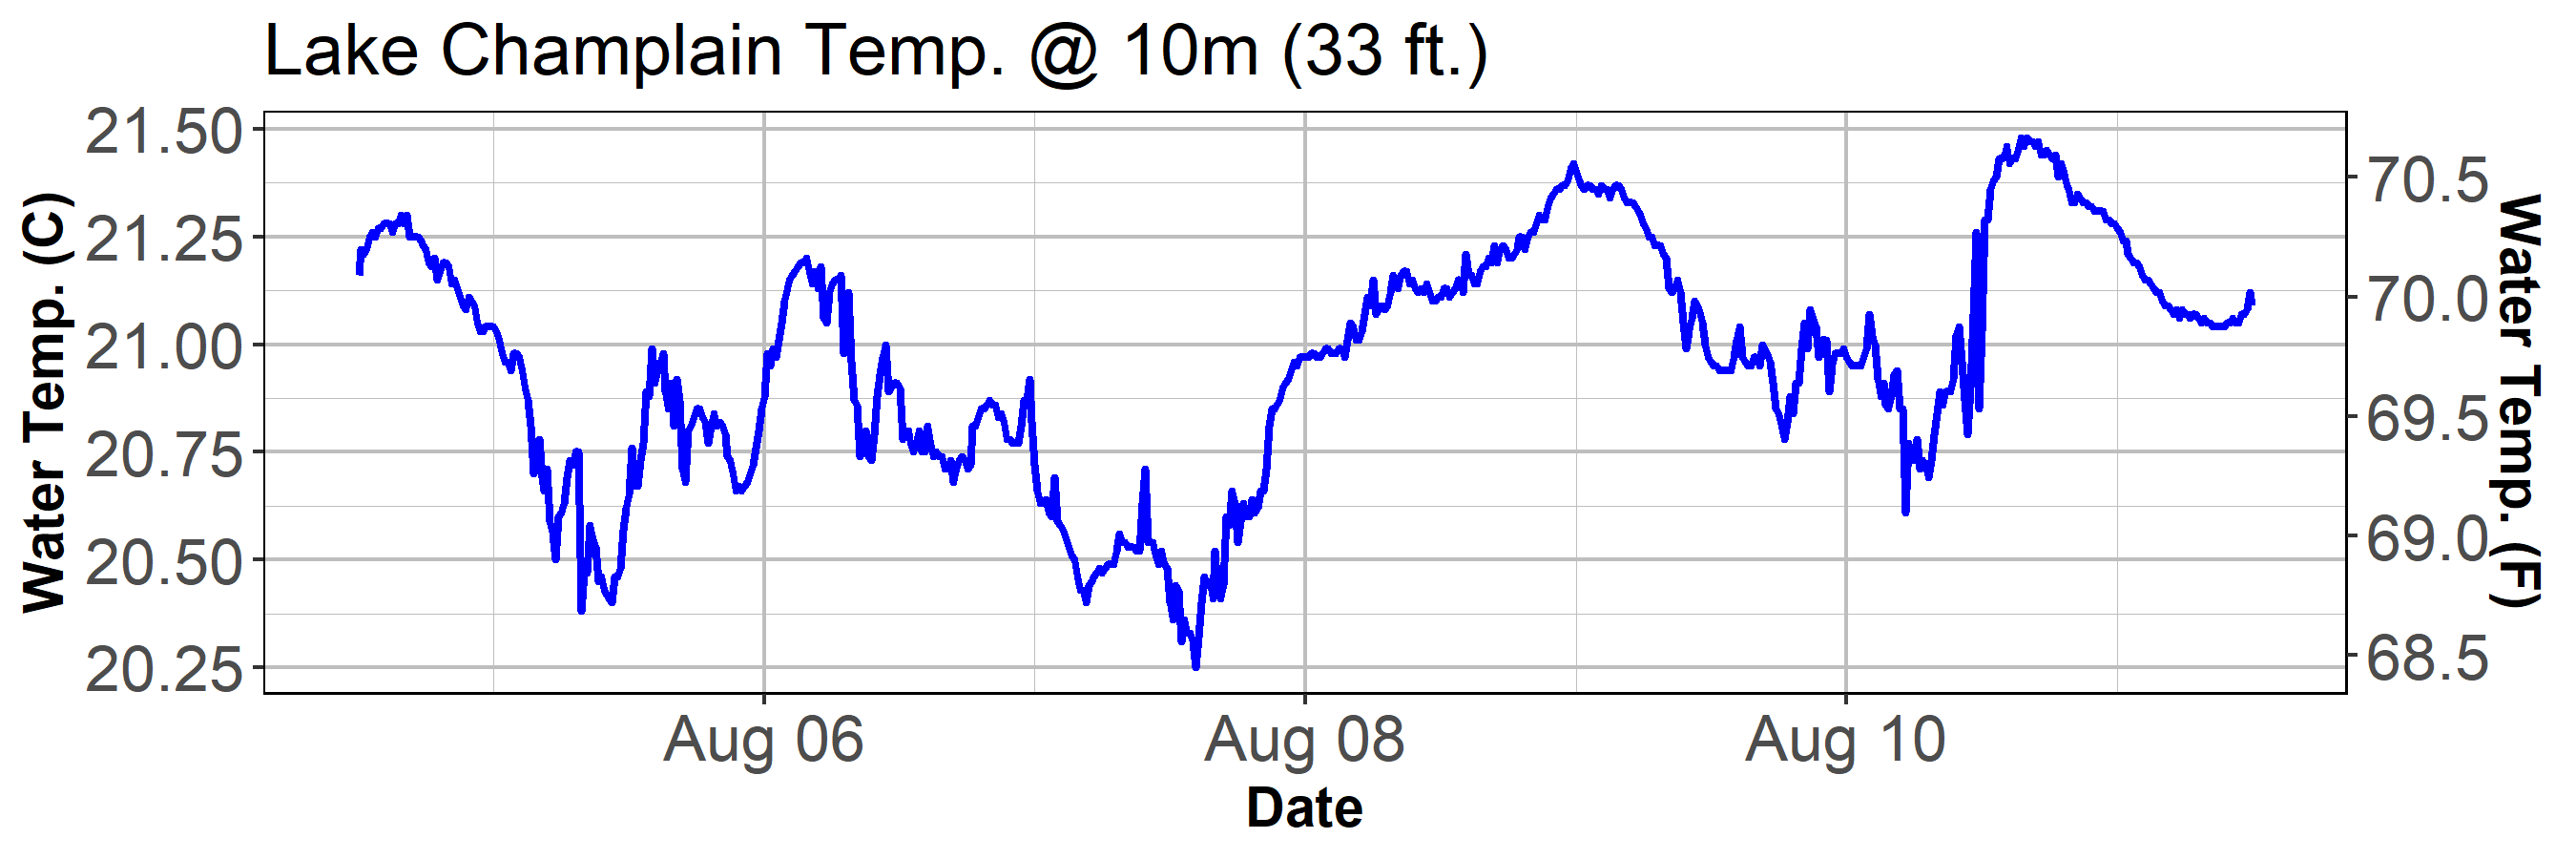 Lake Champlain Temp. @ 10m (33 ft.)
Water Temp. (C)
21.50
21.25
21.00
20.75
20.50
20.25
70.5
70.0
69.5
69.0
68.5
Water Temp. (F)
Aug 06 Aug 08 Aug 10
Date